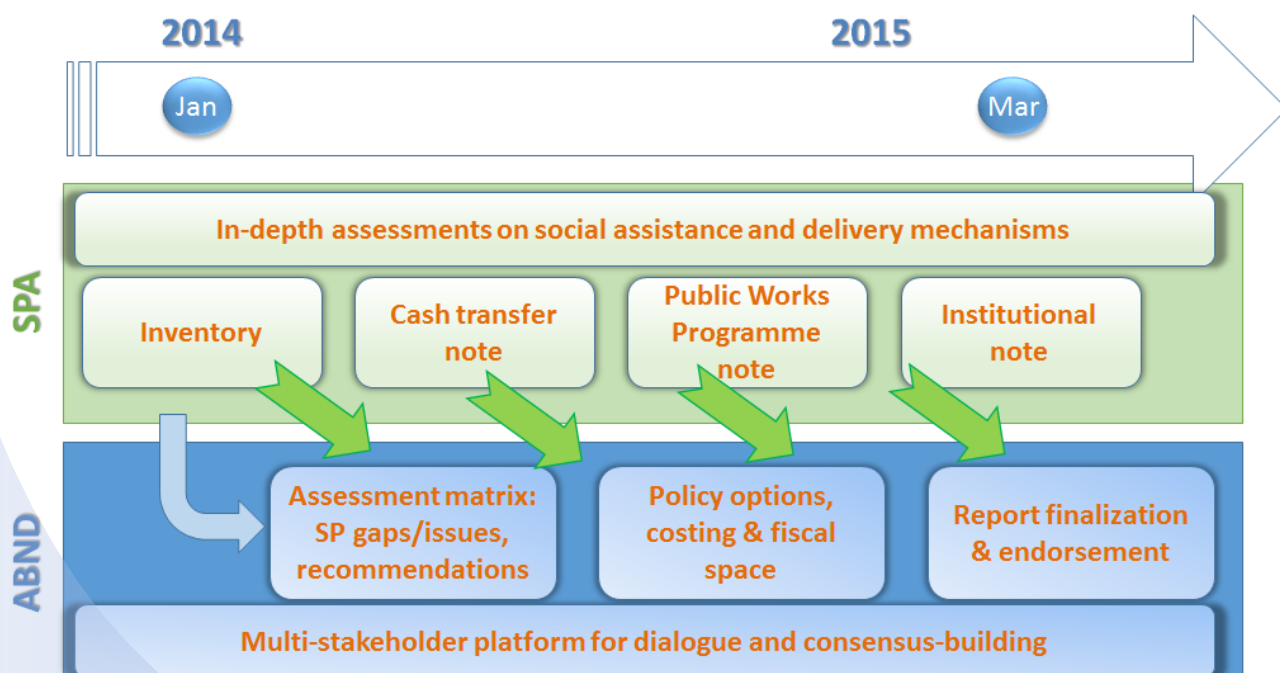 2014
2015
Jan
Mar
SPA
In-depth assessments on social assistance and delivery mechanisms
Inventory
Cash transfer
note
Public Works
Programme
note
Institutional
note
ABND
Assessment matrix:
SP gaps/issues,
recommendations
Policy options,
costing & fiscal
space
Report finalization
& endorsement
Multi-stakeholder platform for dialogue and consensus-building